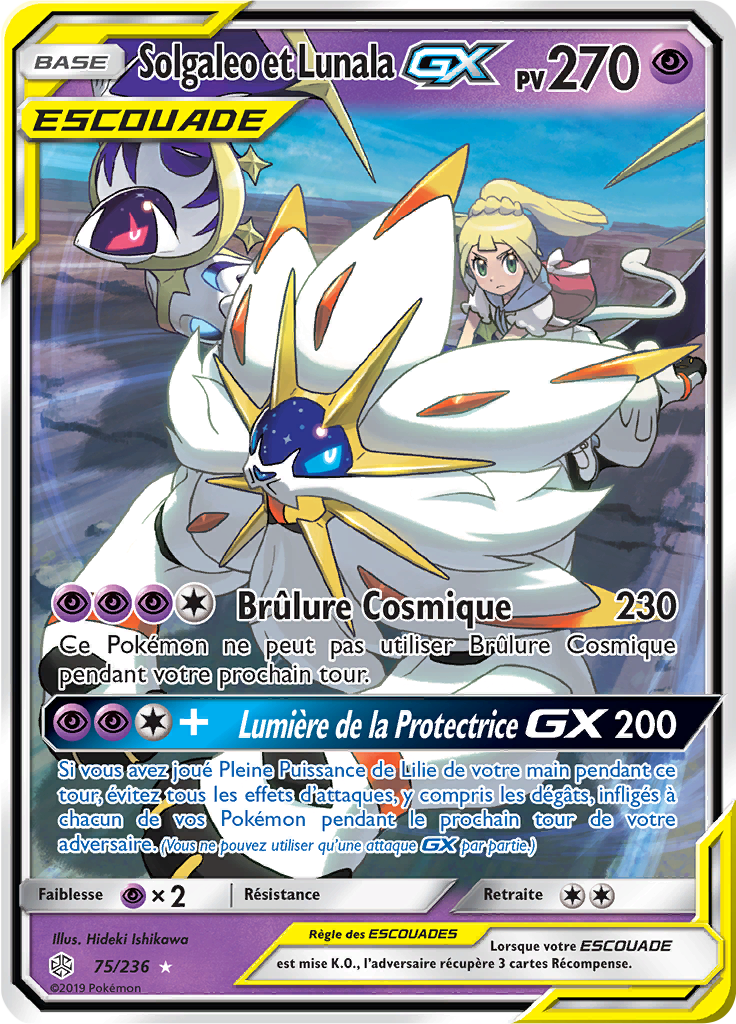 BASE Solgaleo et Lunala GX PV 270
ESCOUADE
Brûlure Cosmique 230
Ce Pokémon ne peut pas utiliser Brûlure Cosmique
pendant votre prochain tour.
+ Lumière de la Protectrice GX 200
Si vous avez joué Pleine Puissance de Lilie de votre main pendant ce
tour, évitez tous les effets d'attaques, y compris les dégâts, infligés à
chacun de vos Pokémon pendant le prochain tour de votre
adversaire. (Vous ne pouvez utiliser qu'une attaque GX par partie.)
Faiblesse ×2 Résistance Retraite
Illus. Hideki Ishikawa
75/236
©2019 Pokémon
Règle des ESCOUADES
Lorsque votre ESCOUADE
est mise K.O., l'adversaire récupère 3 cartes Récompense.